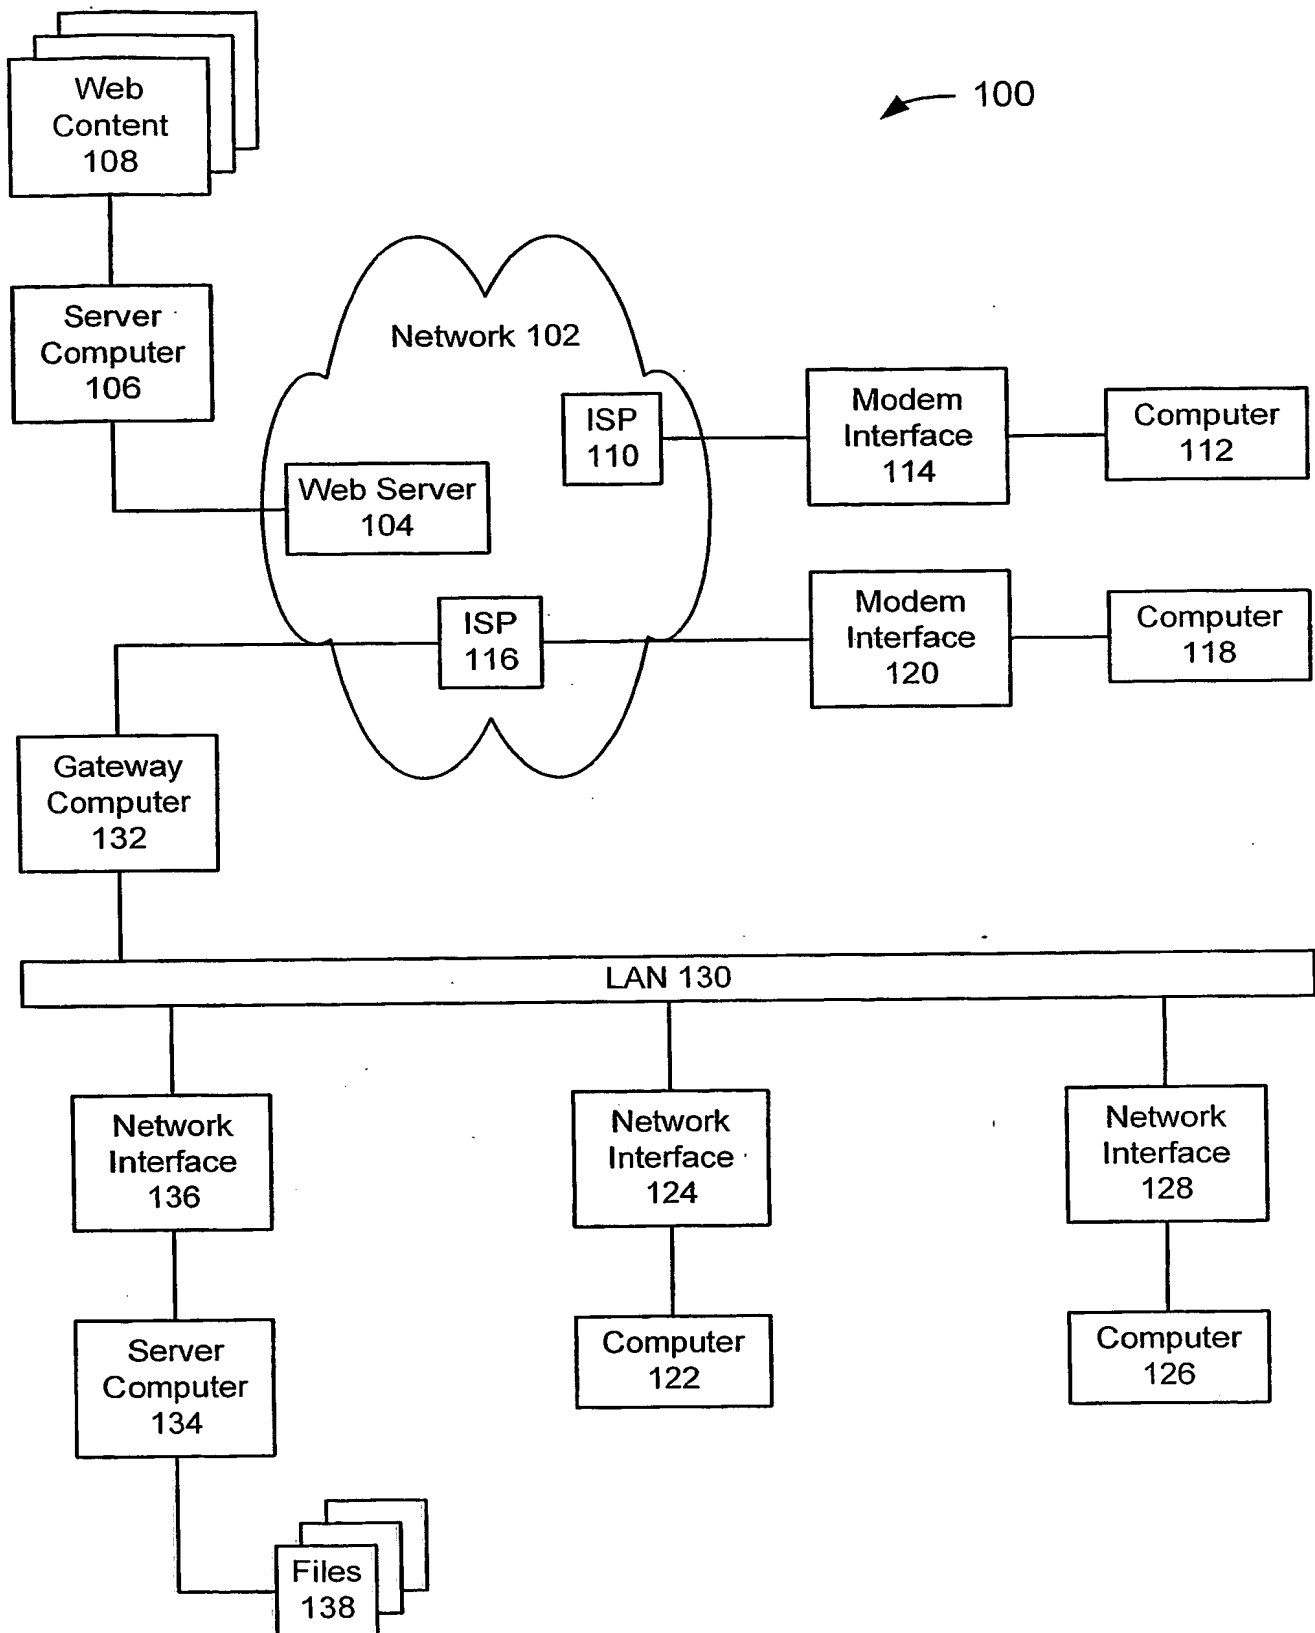 Web
Content
108
100
Server
Computer
106
Network 102
ISP
110
Modem
Interface
114
Computer
112
Web Server
104
ISP
116
Modem
Interface
120
Computer
118
Gateway
Computer
132
LAN 130
Network
Interface
136
Network
Interface
124
Network
Interface
128
Server
Computer
134
Computer
122
Computer
126
Files
138